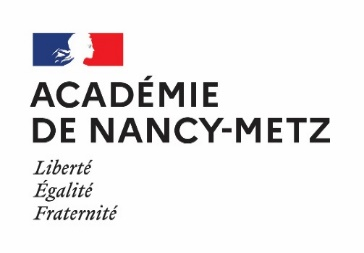 ACADÉMIE
DE NANCY-METZ
Liberté
Égalité
Fraternité